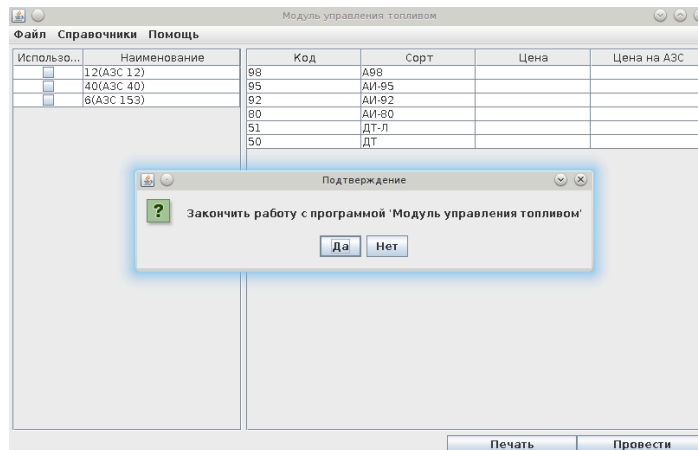 Модуль управления топливом
Файл Справочники Помощь
Использо... Наименование Код Сорт Цена Цена на АЗС
12(АЗС 12) 98 А98
40(АЗС 40) 95 АИ-95
6(АЗС 153) 92 АИ-92
80 АИ-80
51 ДТ-Л
50 ДТ
Подтверждение
? Закончить работу с программой 'Модуль управления топливом'
Да Нет
Печать Провести